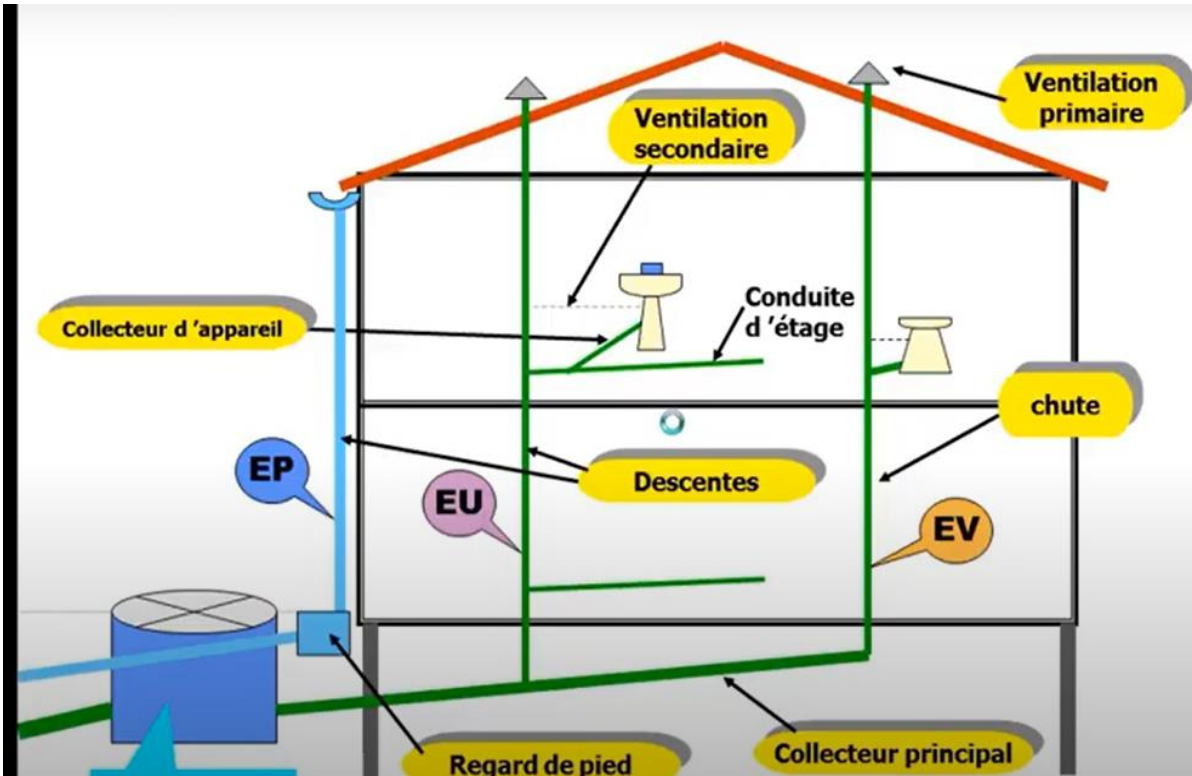 Ventilation
primaire
Ventilation
secondaire
Conduite
d 'étage
Collecteur d 'appareil
chute
EP
Descentes
EU
EV
Collecteur principal
Regard de pied